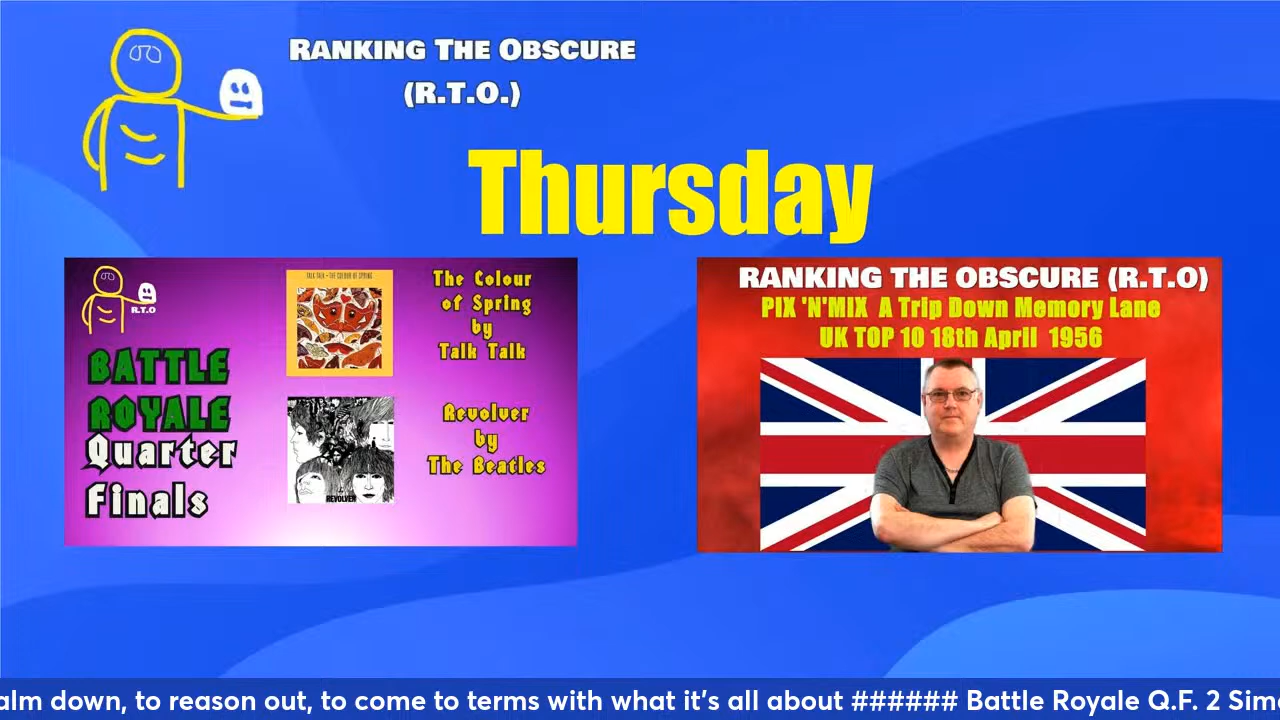 RANKING THE OBSCURE
(R.T.O.)
Thursday
R.T.O
BATTLE
ROYALE
Quarter
Finals
TALK TALK • THE COLOUR OF SPRING
The Colour
of Spring
by
Talk Talk
REVOLVER
Revolver
by
The Beatles
RANKING THE OBSCURE (R.T.O)
PIX 'N'MIX A Trip Down Memory Lane
UK TOP 10 18th April 1956
alm down, to reason out, to come to terms with what it's all about ###### Battle Royale Q.F. 2 Sim